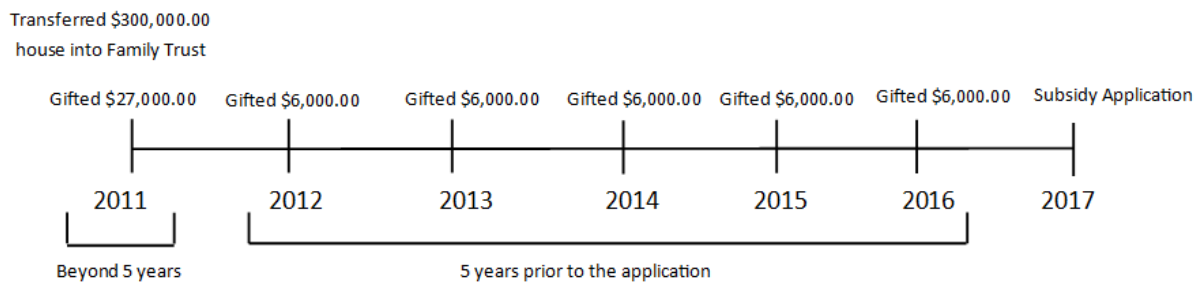 Transferred $300,000.00
house into Family Trust
Gifted $27,000.00 Gifted $6,000.00 Gifted $6,000.00 Gifted $6,000.00 Gifted $6,000.00 Gifted $6,000.00 Subsidy Application
2011 2012 2013 2014 2015 2016 2017
Beyond 5 years 5 years prior to the application